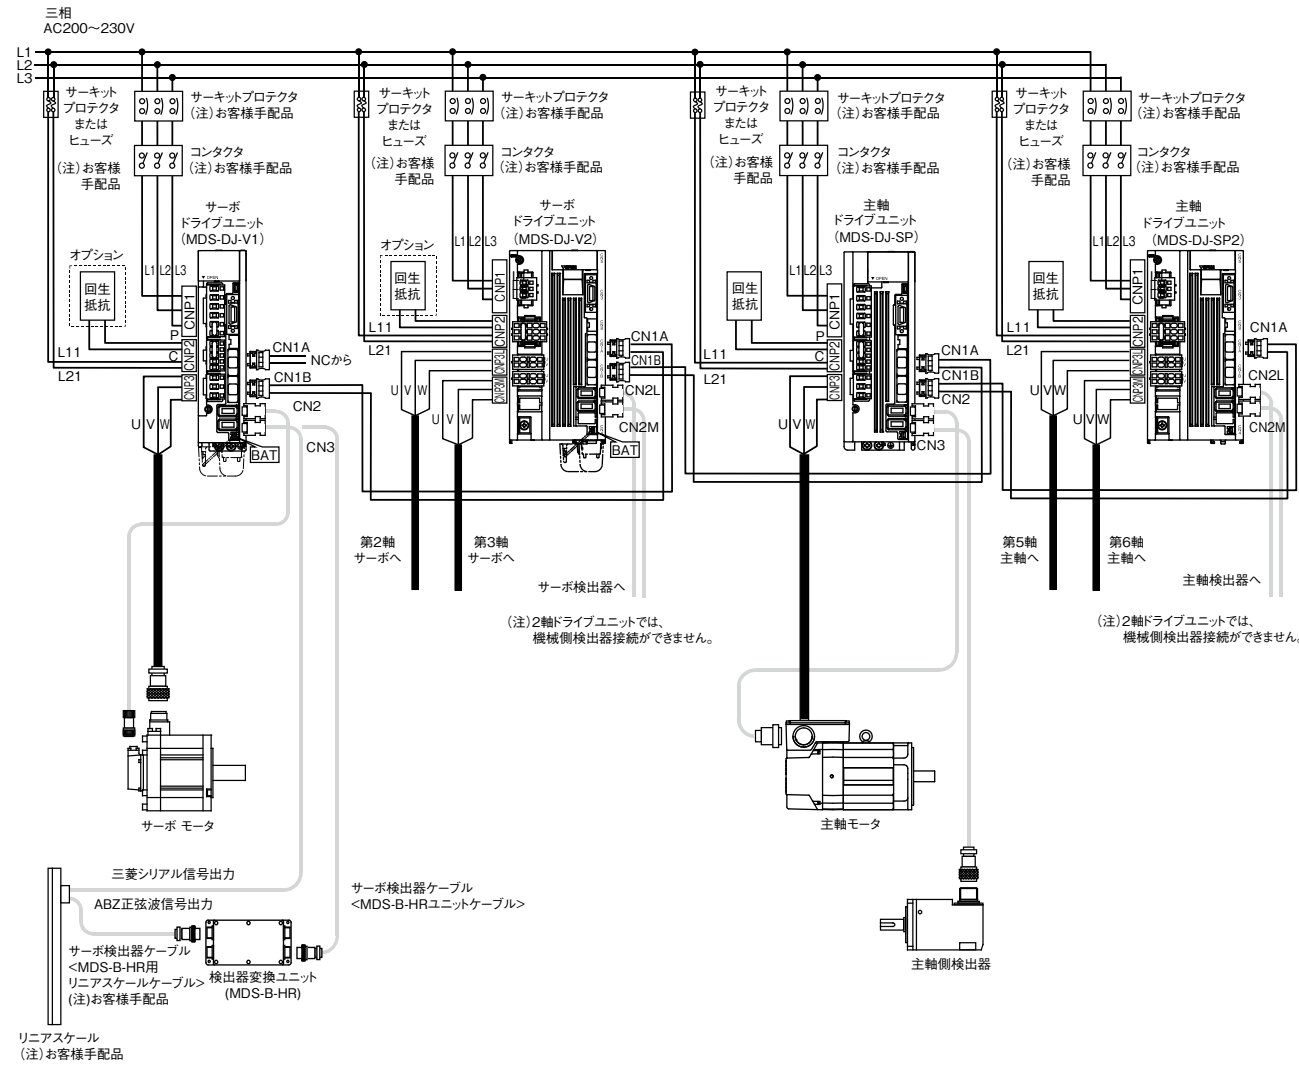 三相
AC200～230V
L1
L2
L3
サーキット
プロテクタ
または
ヒューズ
（注）お客様
手配品
サーキットプロテクタ
（注）お客様手配品
コンタクタ
（注）お客様手配品
サーボ
ドライブユニット
（MDS-DJ-V1）
オプション
回生
抵抗
L1 L2 L3
CNP1
P
CNP2
C
L11
L21
CNP3
U V W
CN1A
NCから
CN1B
CN2
CN3
BAT
サーキット
プロテクタ
または
ヒューズ
（注）お客様
手配品
サーキットプロテクタ
（注）お客様手配品
コンタクタ
（注）お客様手配品
サーボ
ドライブユニット
（MDS-DJ-V2）
オプション
回生
抵抗
L1 L2 L3
CNP1
CNP2
L11
L21
CNP3L
CNP3M
U V W
U V W
CN1A
CN1B
CN2L
CN2M
BAT
第2軸
サーボへ
第3軸
サーボへ
サーボ検出器へ
（注）2軸ドライブユニットでは、
機械側検出器接続ができません。
サーキット
プロテクタ
または
ヒューズ
（注）お客様
手配品
サーキットプロテクタ
（注）お客様手配品
コンタクタ
（注）お客様手配品
主軸
ドライブユニット
（MDS-DJ-SP）
回生
抵抗
L1 L2 L3
CNP1
P
CNP2
C
L11
L21
CNP3
U V W
CN1A
CN1B
CN2
CN3
サーキット
プロテクタ
または
ヒューズ
（注）お客様
手配品
サーキットプロテクタ
（注）お客様手配品
コンタクタ
（注）お客様手配品
主軸
ドライブユニット
（MDS-DJ-SP2）
回生
抵抗
L1 L2 L3
CNP1
CNP2
L11
L21
CNP3L
CNP3M
U V W
U V W
CN1A
CN2L
CN2M
第5軸
主軸へ
第6軸
主軸へ
主軸検出器へ
（注）2軸ドライブユニットでは、
機械側検出器接続ができません。
サーボ モータ
主軸モータ
三菱シリアル信号出力
ABZ正弦波信号出力
サーボ検出器ケーブル
<MDS-B-HRユニットケーブル>
サーボ検出器ケーブル
<MDS-B-HR用
リニアスケールケーブル>
(注)お客様手配品
検出器変換ユニット
(MDS-B-HR)
主軸側検出器
リニアスケール
（注）お客様手配品